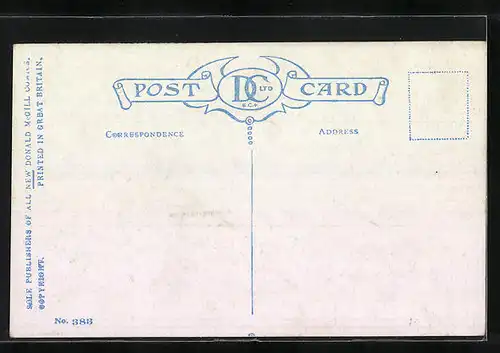 POST DC LTD CARD
E.C.
CORRESPONDENCE
ADDRESS
SOLE PUBLISHERS OF ALL NEW DONALD McGILL COMICS.
COPYRIGHT. PRINTED IN GREAT BRITAIN.
No. 383